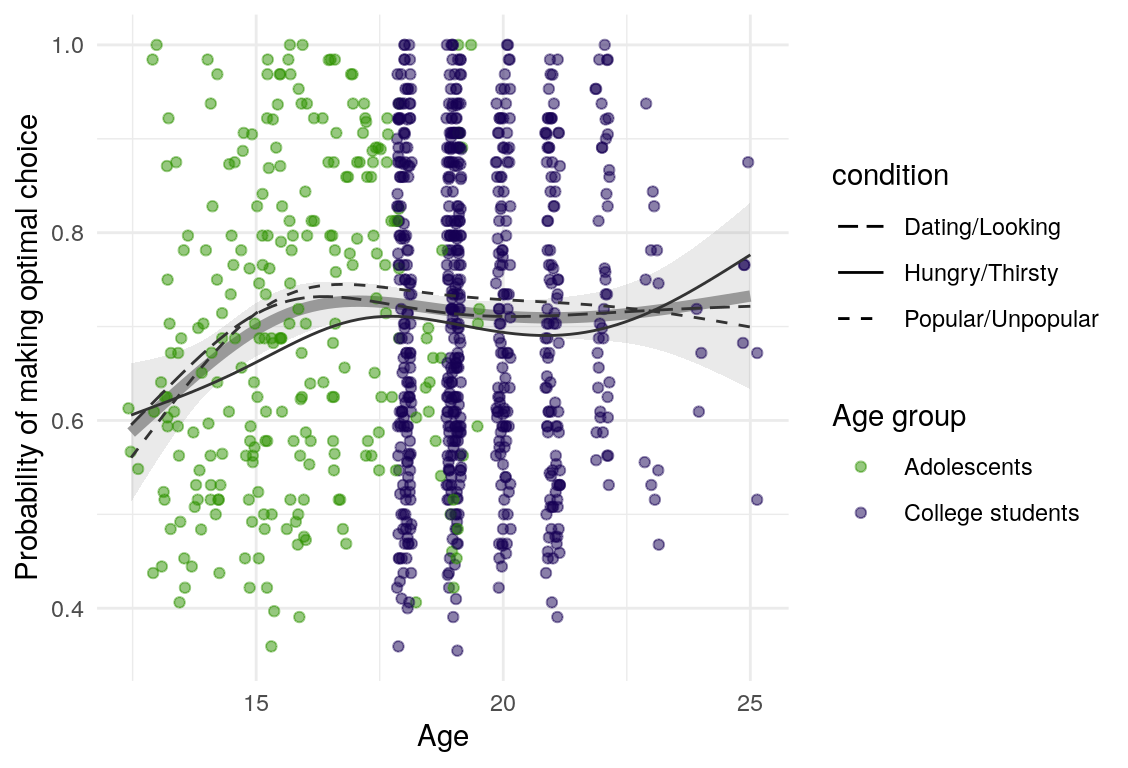 Probability of making optimal choice
1.0
0.8
0.6
0.4
15
20
25
Age
condition
Dating/Looking
Hungry/Thirsty
Popular/Unpopular
Age group
Adolescents
College students